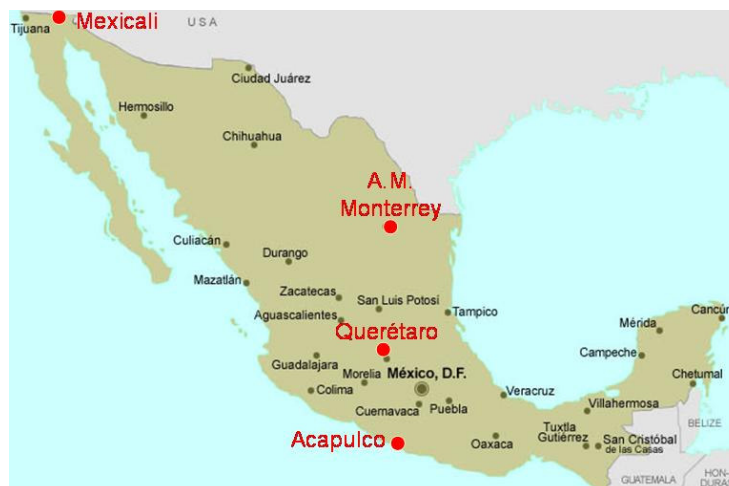 Mexicali
USA
Tijuana
Ciudad Juárez
Hermosillo
Chihuahua
A.M.
Monterrey
Culiacán
Durango
Mazatlán
Zacatecas
San Luis Potosí
Aguascalientes
Tampico
Cancún
Querétaro
Mérida
Guadalajara
Campeche
Morelia
México, D.F.
Chetumal
Colima
Veracruz
Cuernavaca
Puebla
Villahermosa
BELIZE
Acapulco
Oaxaca
Tuxtla
Gutiérrez
San Cristóbal
de las Casas
GUATEMALA
HON-
DURAS